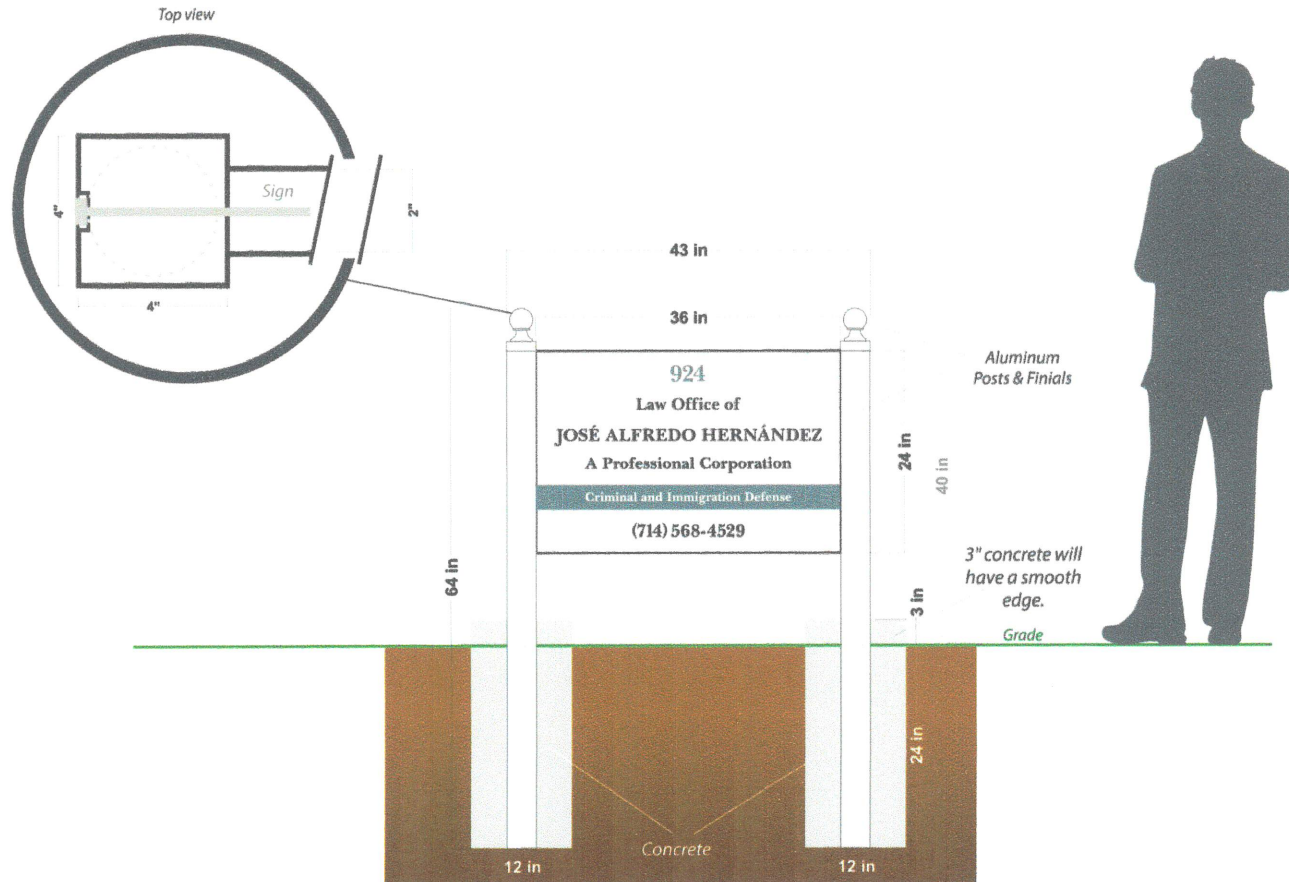 Top view
Sign
4"
2"
4"
43 in
36 in
924
Law Office of
JOSÉ ALFREDO HERNÁNDEZ
A Professional Corporation
Criminal and Immigration Defense
(714) 568-4529
Aluminum
Posts & Finials
24 in
40 in
64 in
3" concrete will
have a smooth
edge.
3 in
Grade
24 in
Concrete
12 in
12 in